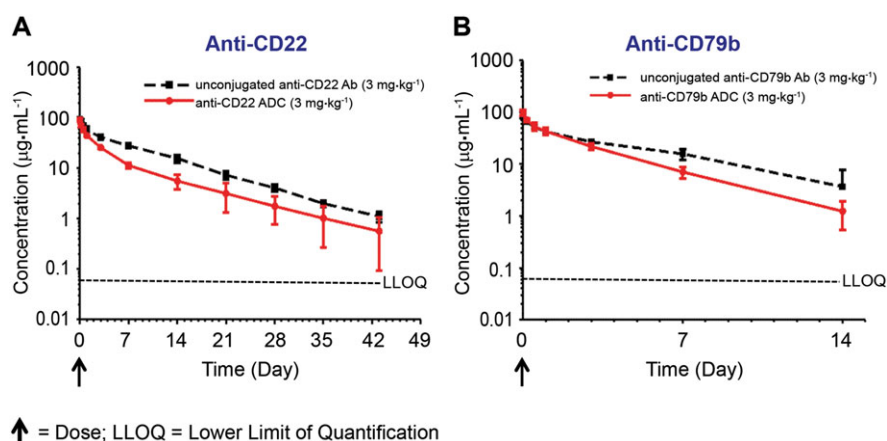 A
Anti-CD22
unconjugated anti-CD22 Ab (3 mg·kg⁻¹)
anti-CD22 ADC (3 mg·kg⁻¹)
Concentration (µg·mL⁻¹)
1000
100
10
1
0.1
0.01
LLOQ
0 7 14 21 28 35 42 49
Time (Day)
B
Anti-CD79b
unconjugated anti-CD79b Ab (3 mg·kg⁻¹)
anti-CD79b ADC (3 mg·kg⁻¹)
Concentration (µg·mL⁻¹)
1000
100
10
1
0.1
0.01
LLOQ
0 7 14
Time (Day)
= Dose; LLOQ = Lower Limit of Quantification